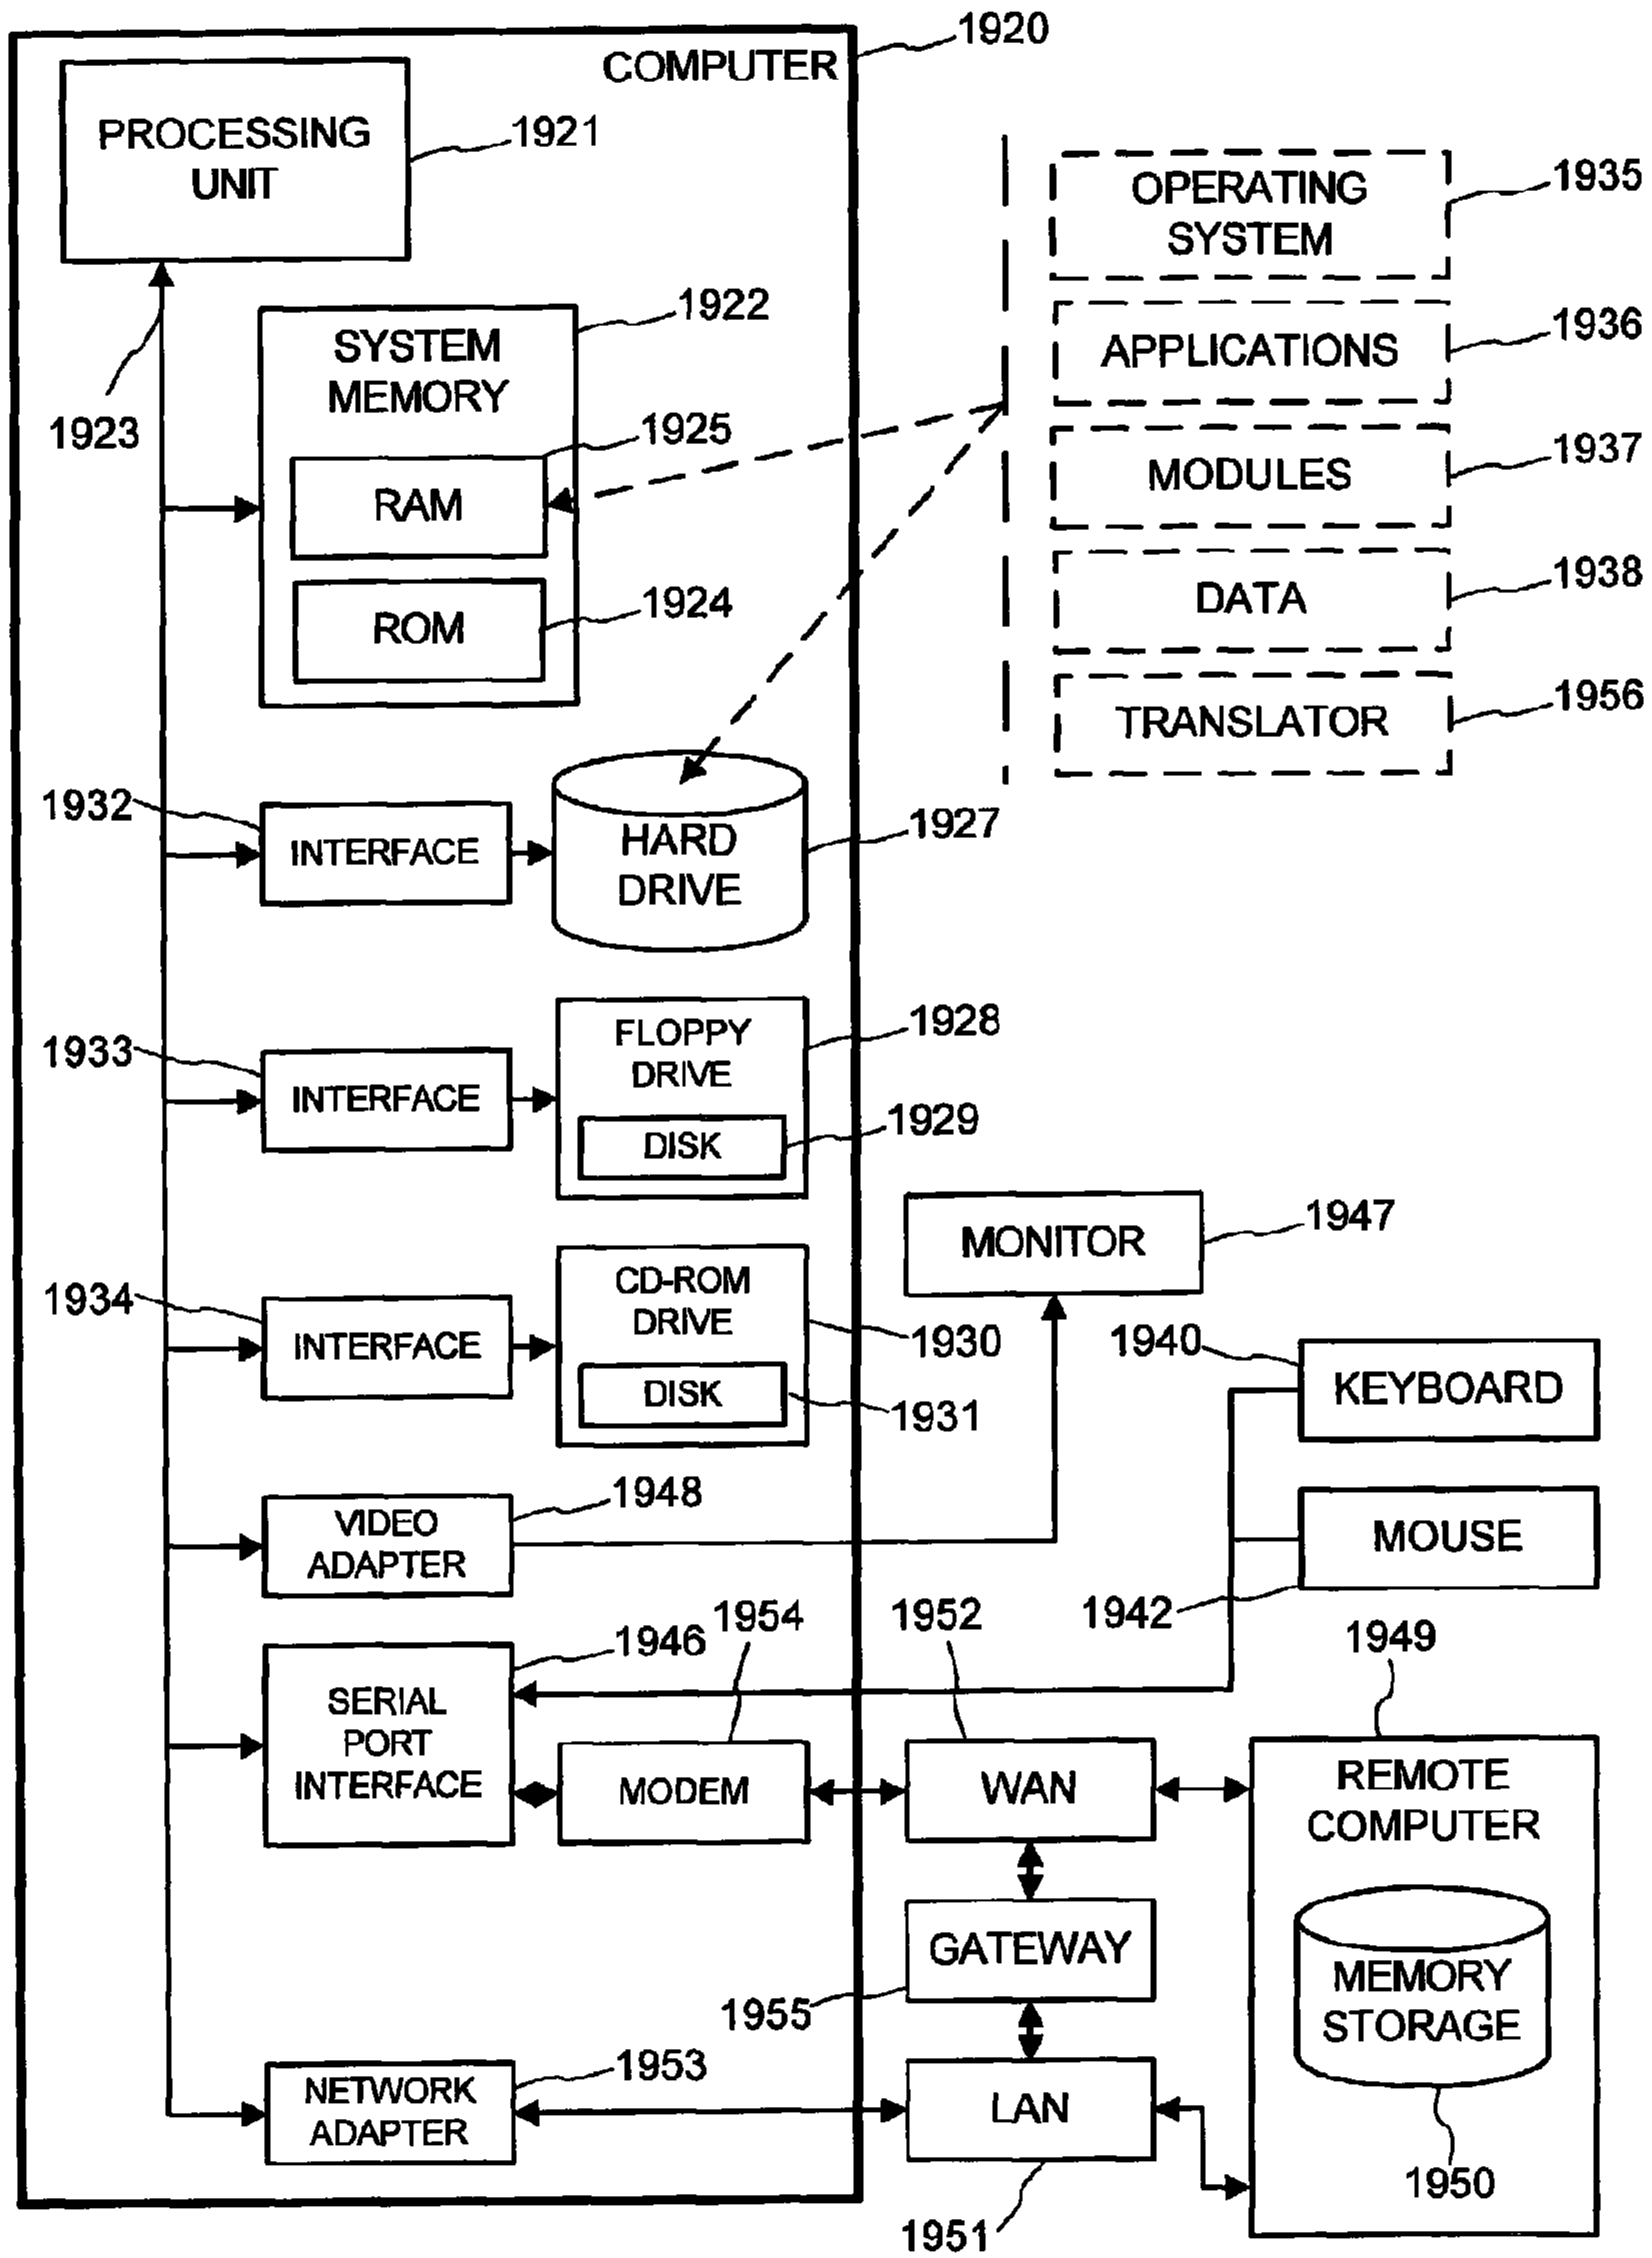 1920
COMPUTER
PROCESSING
UNIT
1921
1923
1922
SYSTEM
MEMORY
1925
RAM
1924
ROM
OPERATING
SYSTEM
1935
APPLICATIONS
1936
MODULES
1937
DATA
1938
TRANSLATOR
1956
1932
INTERFACE
HARD
DRIVE
1927
1933
INTERFACE
FLOPPY
DRIVE
1928
DISK
1929
1934
INTERFACE
CD-ROM
DRIVE
1930
DISK
1931
MONITOR
1947
1940
KEYBOARD
MOUSE
1942
1948
VIDEO
ADAPTER
1946
SERIAL
PORT
INTERFACE
1954
MODEM
1952
WAN
1949
REMOTE
COMPUTER
MEMORY
STORAGE
1950
GATEWAY
1955
1953
NETWORK
ADAPTER
LAN
1951